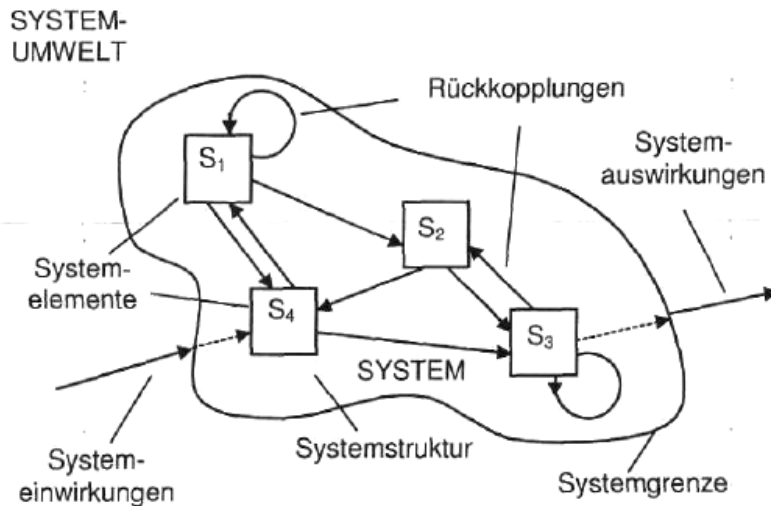 SYSTEM-
UMWELT
Rückkopplungen
System-
auswirkungen
S₁
S₂
System-
elemente
S₄
S₃
SYSTEM
Systemstruktur
System-
einwirkungen
Systemgrenze